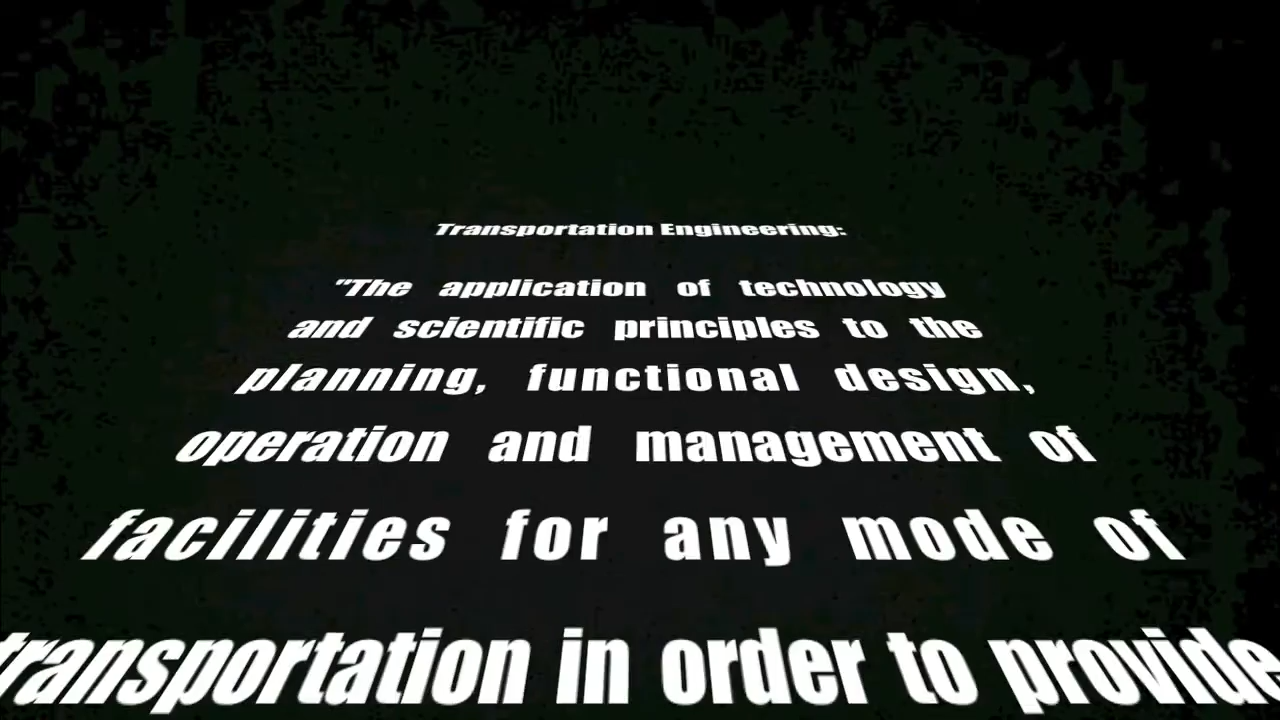 Transportation Engineering:
"The application of technology
and scientific principles to the
planning, functional design,
operation and management of
facilities for any mode of
transportation in order to provide